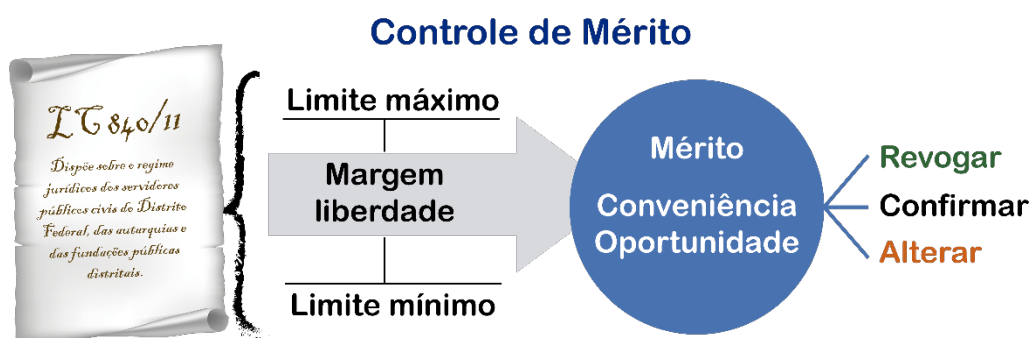 Controle de Mérito
LC 840/11
Dispõe sobre o regime
jurídicos dos servidores
públicos civis do Distrito
Federal, das autarquias e
das fundações públicas
distritais.
Limite máximo
Margem
liberdade
Limite mínimo
Mérito
Conveniência
Oportunidade
Revogar
Confirmar
Alterar